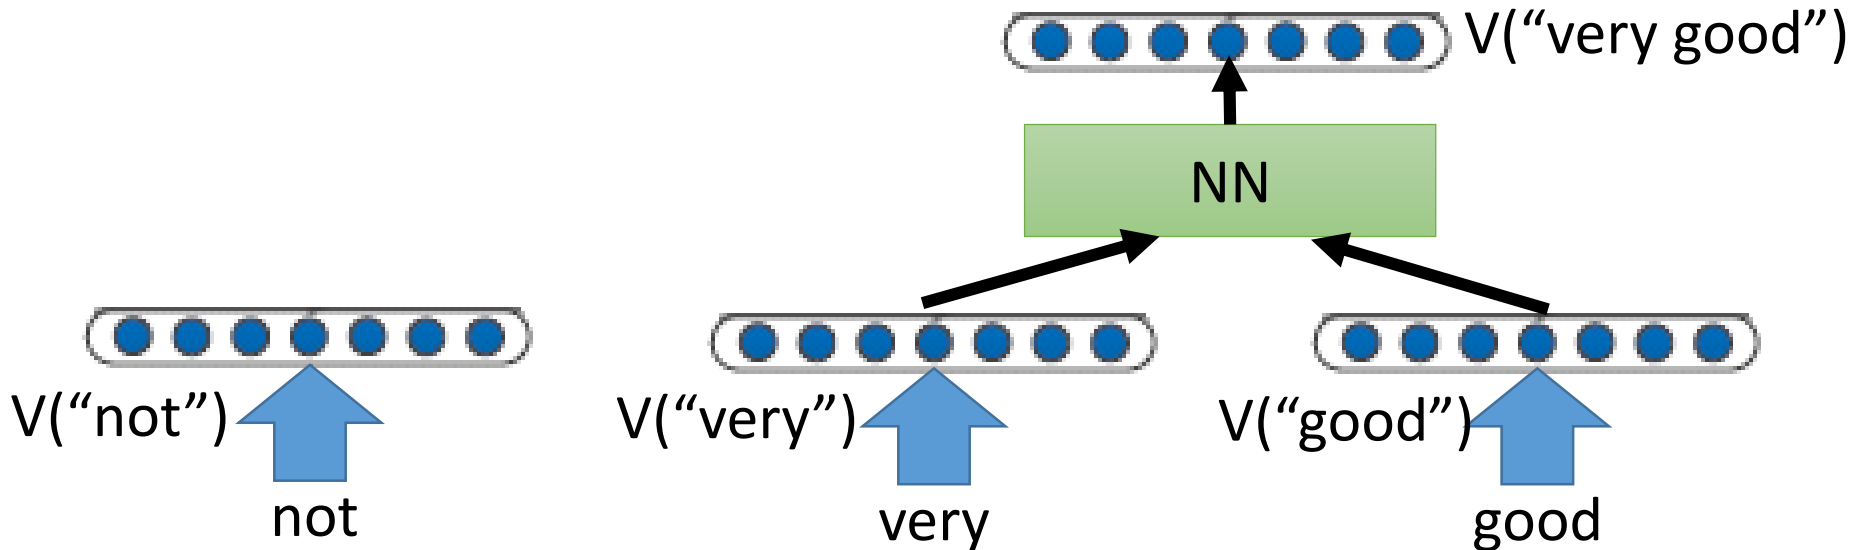 V(“very good”)
NN
V(“not”)
V(“very”)
V(“good”)
not
very
good